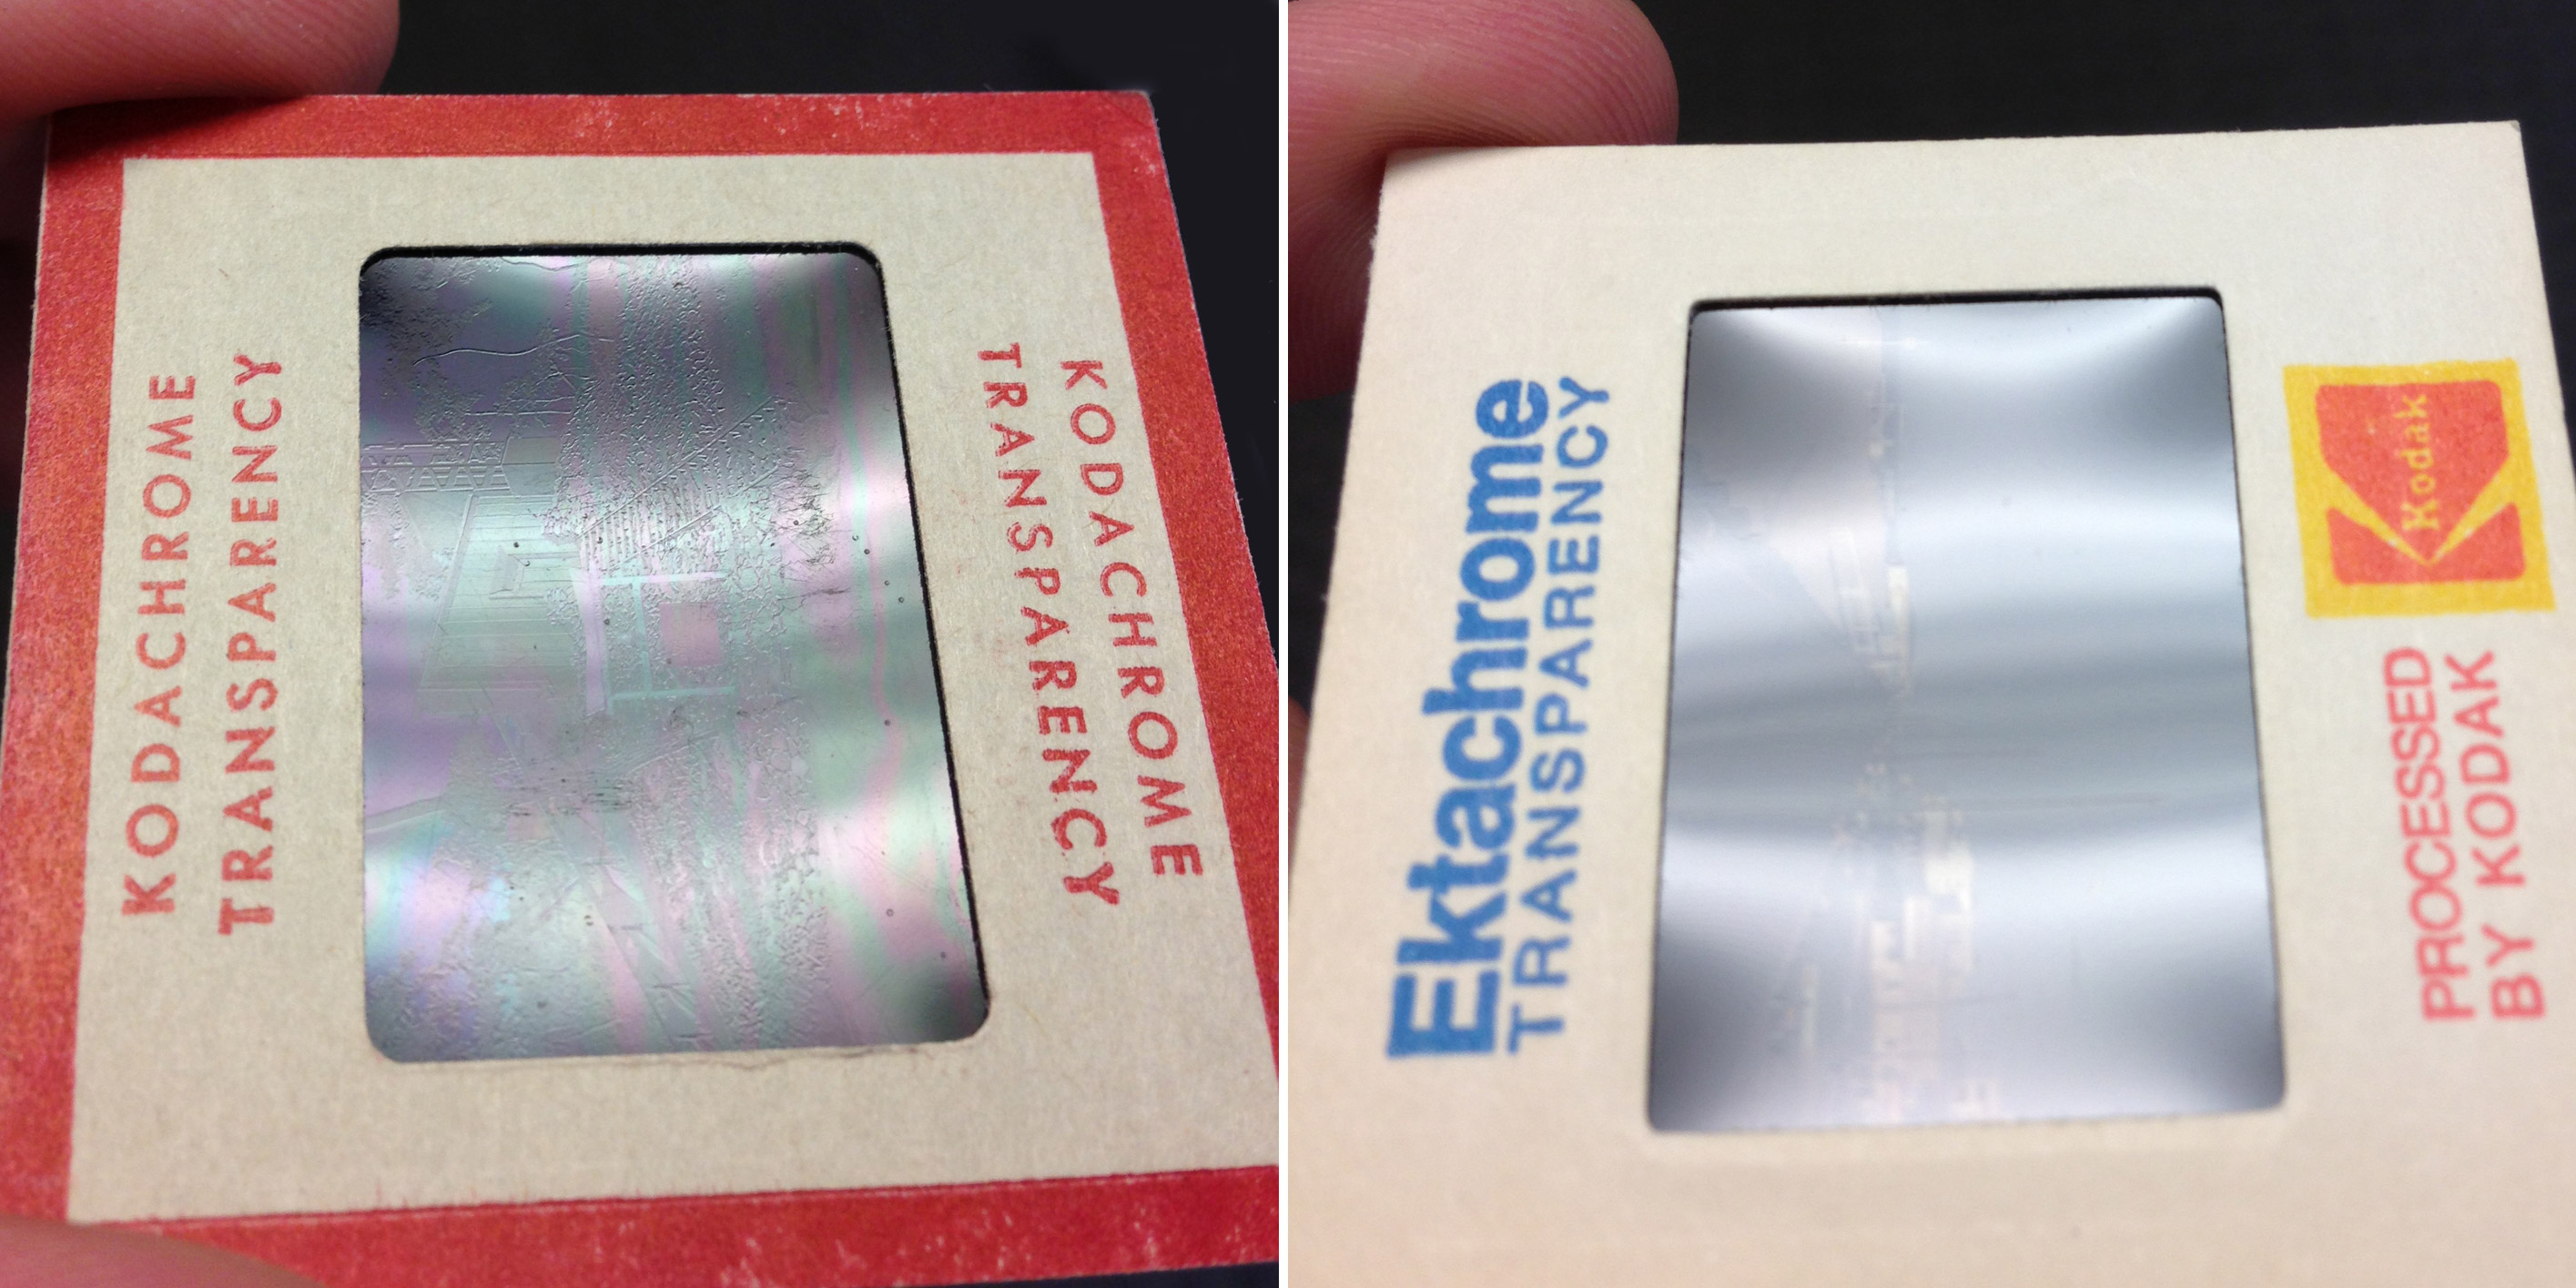 KODACHROME
TRANSPARENCY
KODACHROME
TRANSPARENCY
Ektachrome
TRANSPARENCY
Kodak
PROCESSED
BY KODAK